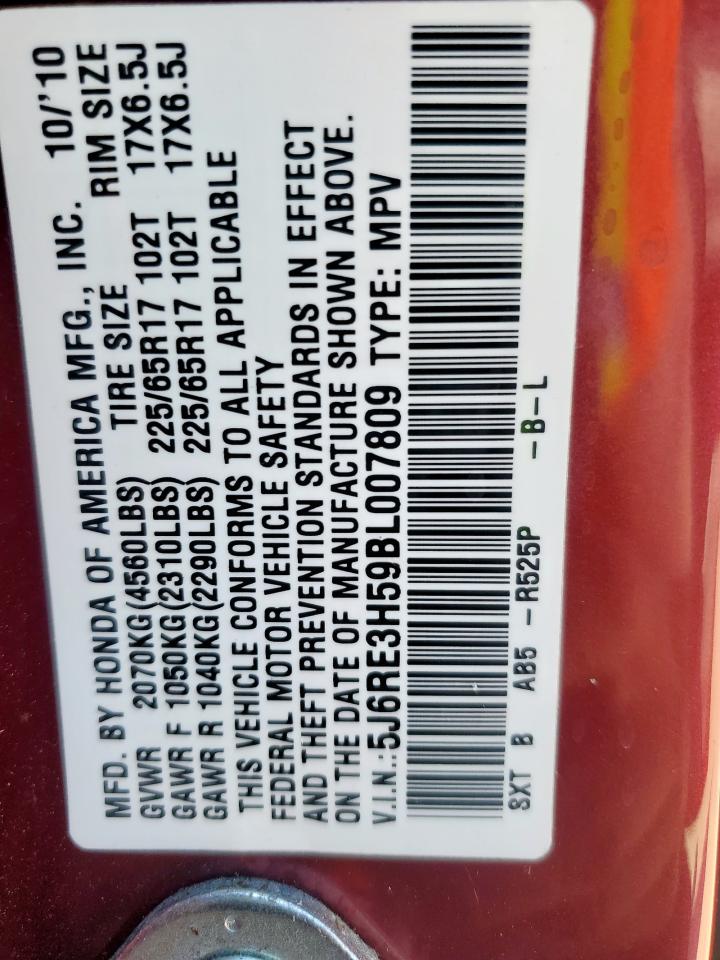 MFD. BY HONDA OF AMERICA MFG., INC. 10/'10
GVWR 2070KG(4560LBS) TIRE SIZE RIM SIZE
GAWR F 1050KG(2310LBS) 225/65R17 102T 17X6.5J
GAWR R 1040KG(2290LBS) 225/65R17 102T 17X6.5J
THIS VEHICLE CONFORMS TO ALL APPLICABLE
FEDERAL MOTOR VEHICLE SAFETY
AND THEFT PREVENTION STANDARDS IN EFFECT
ON THE DATE OF MANUFACTURE SHOWN ABOVE.
V.I.N.:5J6RE3H59BL007809 TYPE: MPV
SXT B AB5 -R525P -B-L